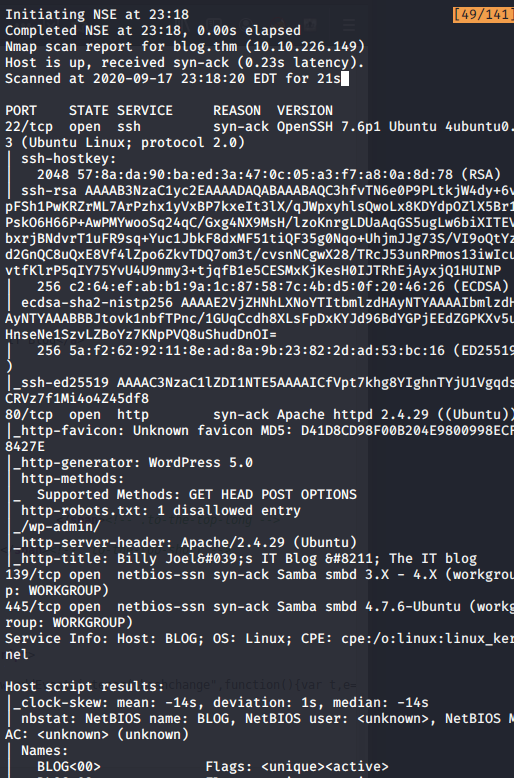 Initiating NSE at 23:18
[49/141]
Completed NSE at 23:18, 0.00s elapsed
Nmap scan report for blog.thm (10.10.226.149)
Host is up, received syn-ack (0.23s latency).
Scanned at 2020-09-17 23:18:20 EDT for 21s
PORT STATE SERVICE REASON VERSION
22/tcp open ssh syn-ack OpenSSH 7.6p1 Ubuntu 4ubuntu0.
3 (Ubuntu Linux; protocol 2.0)
| ssh-hostkey:
| 2048 57:8a:da:90:ba:ed:3a:47:0c:05:a3:f7:a8:0a:8d:78 (RSA)
| ssh-rsa AAAAB3NzaC1yc2EAAAADAQABAAABAQC3hfvTN6e0P9PLtkjW4dy+6v
pFSh1PwKRZrML7ArPzhx1yVxBP7kxeIt3lX/qJWpxyhlsQwoLx8KDYdpOZlX5Br1
PskO6H66P+AwPMYwooSq24qC/Gxg4NX9MsH/lzoKnrgLDUaAqGS5ugLw6biXITEV
bxrjBNdvrT1uFR9sq+Yuc1JbkF8dxMF51tiQF35g0Nqo+UhjmJJg73S/VI9oQtYz
d2GnQC8uQxE8Vf4lZpo6ZkvTDQ7om3t/cvsnNCgwX28/TRcJ53unRPmos13iwIcu
vtfKlrP5qIY75YvU4U9nmy3+tjqfB1e5CESMxKjKesH0IJTRhEjAyxjQ1HUINP
| 256 c2:64:ef:ab:b1:9a:1c:87:58:7c:4b:d5:0f:20:46:26 (ECDSA)
| ecdsa-sha2-nistp256 AAAAE2VjZHNhLXNoYTItbmlzdHAyNTYAAAAIbmlzdH
AyNTYAAABBBJtovk1nbfTPnc/1GUqCcdh8XLsFpDxKYJd96BdYGPjEEdZGPKXv5u
HnseNe1SzvLZBoYz7KNpPVQ8uShudDnOI=
| 256 5a:f2:62:92:11:8e:ad:8a:9b:23:82:2d:ad:53:bc:16 (ED25519
)
|_ssh-ed25519 AAAAC3NzaC1lZDI1NTE5AAAAICfVpt7khg8YIghnTYjU1Vgqds
CRVz7f1Mi4o4Z45df8
80/tcp open http syn-ack Apache httpd 2.4.29 ((Ubuntu))
|_http-favicon: Unknown favicon MD5: D41D8CD98F00B204E9800998ECF
8427E
|_http-generator: WordPress 5.0
| http-methods:
|_ Supported Methods: GET HEAD POST OPTIONS
| http-robots.txt: 1 disallowed entry
|_/wp-admin/
|_http-server-header: Apache/2.4.29 (Ubuntu)
|_http-title: Billy Joel&#039;s IT Blog &#8211; The IT blog
139/tcp open netbios-ssn syn-ack Samba smbd 3.X - 4.X (workgrou
p: WORKGROUP)
445/tcp open netbios-ssn syn-ack Samba smbd 4.7.6-Ubuntu (workg
roup: WORKGROUP)
Service Info: Host: BLOG; OS: Linux; CPE: cpe:/o:linux:linux_ker
nel
Host script results:
|_clock-skew: mean: -14s, deviation: 1s, median: -14s
| nbstat: NetBIOS name: BLOG, NetBIOS user: <unknown>, NetBIOS M
AC: <unknown> (unknown)
| Names:
| BLOG<00> Flags: <unique><active>